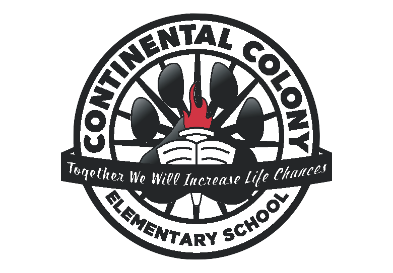 CONTINENTAL COLONY
Together We Will Increase Life Chances
ELEMENTARY SCHOOL